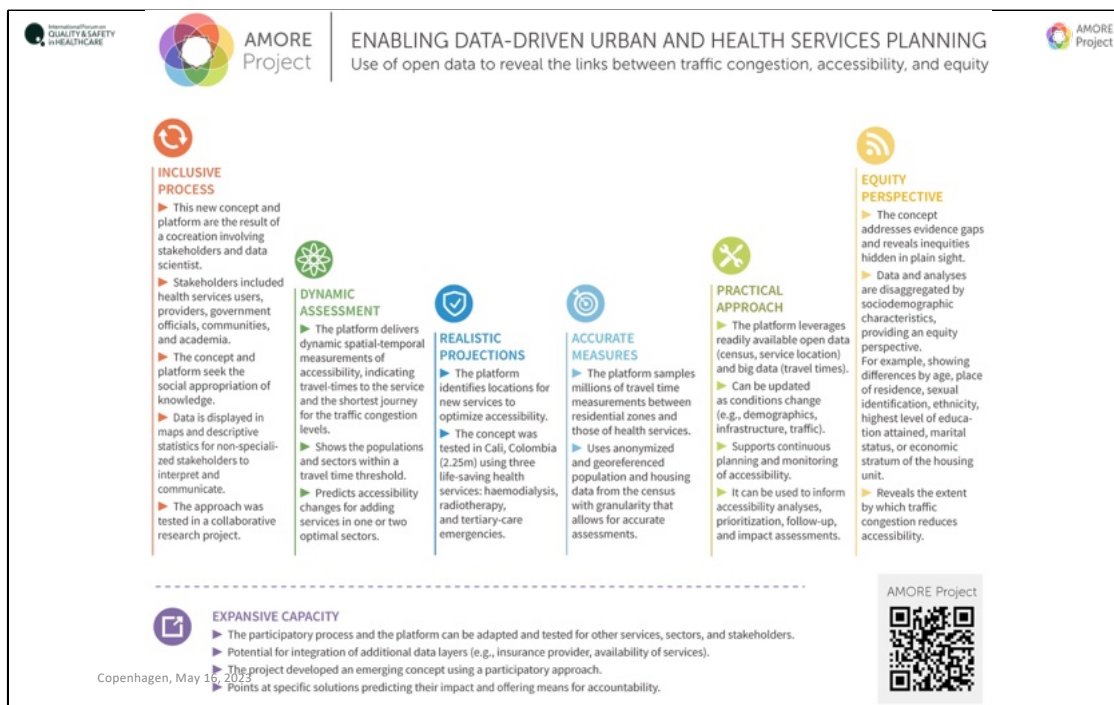 International Forum on
QUALITY & SAFETY
in HEALTHCARE
AMORE
Project
ENABLING DATA-DRIVEN URBAN AND HEALTH SERVICES PLANNING
Use of open data to reveal the links between traffic congestion, accessibility, and equity
AMORE
Project
INCLUSIVE
PROCESS
► This new concept and
platform are the result of
a cocreation involving
stakeholders and data
scientist.
► Stakeholders included
health services users,
providers, government
officials, communities,
and academia.
► The concept and
platform seek the
social appropriation of
knowledge.
► Data is displayed in
maps and descriptive
statistics for non-speciali-
zed stakeholders to
interpret and
communicate.
► The approach was
tested in a collaborative
research project.
DYNAMIC
ASSESSMENT
► The platform delivers
dynamic spatial-temporal
measurements of
accessibility, indicating
travel-times to the service
and the shortest journey
for the traffic congestion
levels.
► Shows the populations
and sectors within a
travel time threshold.
► Predicts accessibility
changes for adding
services in one or two
optimal sectors.
REALISTIC
PROJECTIONS
► The platform
identifies locations for
new services to
optimize accessibility.
► The concept was
tested in Cali, Colombia
(2.25m) using three
life-saving health
services: haemodialysis,
radiotherapy,
and tertiary-care
emergencies.
ACCURATE
MEASURES
► The platform samples
millions of travel time
measurements between
residential zones and
those of health services.
► Uses anonymized
and georeferenced
population and housing
data from the census
with granularity that
allows for accurate
assessments.
PRACTICAL
APPROACH
► The platform leverages
readily available open data
(census, service location)
and big data (travel times).
► Can be updated
as conditions change
(e.g., demographics,
infrastructure, traffic).
► Supports continuous
planning and monitoring
of accessibility.
► It can be used to inform
accessibility analyses,
prioritization, follow-up,
and impact assessments.
EQUITY
PERSPECTIVE
► The concept
addresses evidence gaps
and reveals inequities
hidden in plain sight.
► Data and analyses
are disaggregated by
sociodemographic
characteristics,
providing an equity
perspective.
For example, showing
differences by age, place
of residence, sexual
identification, ethnicity,
highest level of educa-
tion attained, marital
status, or economic
stratum of the housing
unit.
► Reveals the extent
by which traffic
congestion reduces
accessibility.
EXPANSIVE CAPACITY
► The participatory process and the platform can be adapted and tested for other services, sectors, and stakeholders.
► Potential for integration of additional data layers (e.g., insurance provider, availability of services).
► The project developed an emerging concept using a participatory approach.
► Points at specific solutions predicting their impact and offering means for accountability.
Copenhagen, May 16, 2023
AMORE Project